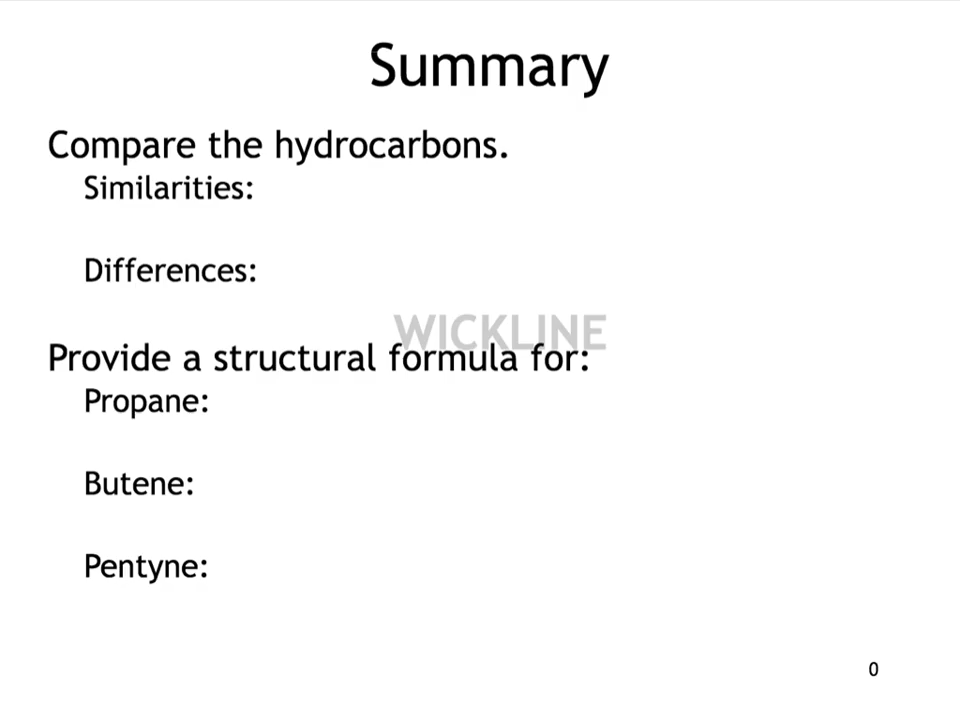 Summary
Compare the hydrocarbons.
Similarities:
Differences:
WICKLINE
Provide a structural formula for:
Propane:
Butene:
Pentyne:
0